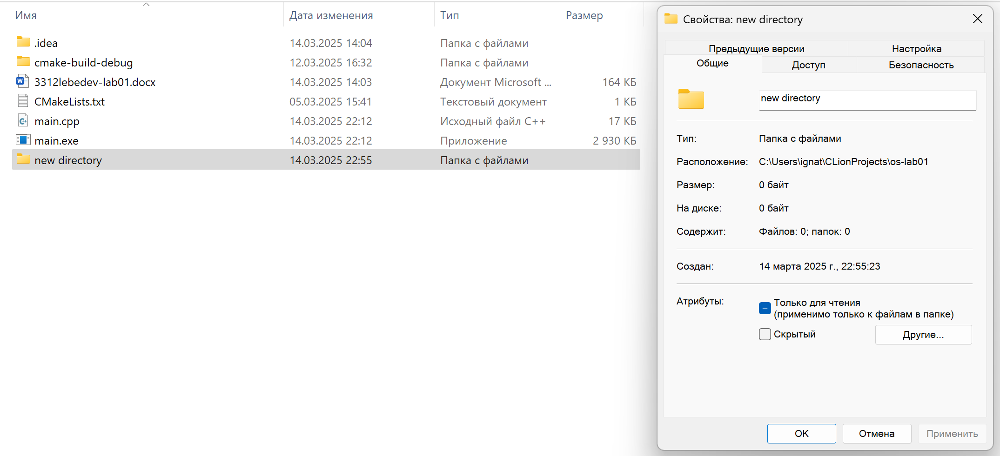 Имя Дата изменения Тип Размер
.idea 14.03.2025 14:04 Папка с файлами
cmake-build-debug 12.03.2025 16:32 Папка с файлами
3312lebedev-lab01.docx 14.03.2025 14:03 Документ Microsoft ... 164 КБ
CMakeLists.txt 05.03.2025 15:41 Текстовый документ 1 КБ
main.cpp 14.03.2025 22:12 Исходный файл C++ 17 КБ
main.exe 14.03.2025 22:12 Приложение 2 930 КБ
new directory 14.03.2025 22:55 Папка с файлами
Свойства: new directory
Предыдущие версии Настройка
Общие Доступ Безопасность
new directory
Тип: Папка с файлами
Расположение: C:\Users\ignat\CLionProjects\os-lab01
Размер: 0 байт
На диске: 0 байт
Содержит: Файлов: 0; папок: 0
Создан: 14 марта 2025 г., 22:55:23
Атрибуты: Только для чтения
(применимо только к файлам в папке)
Скрытый Другие...
ОК Отмена Применить